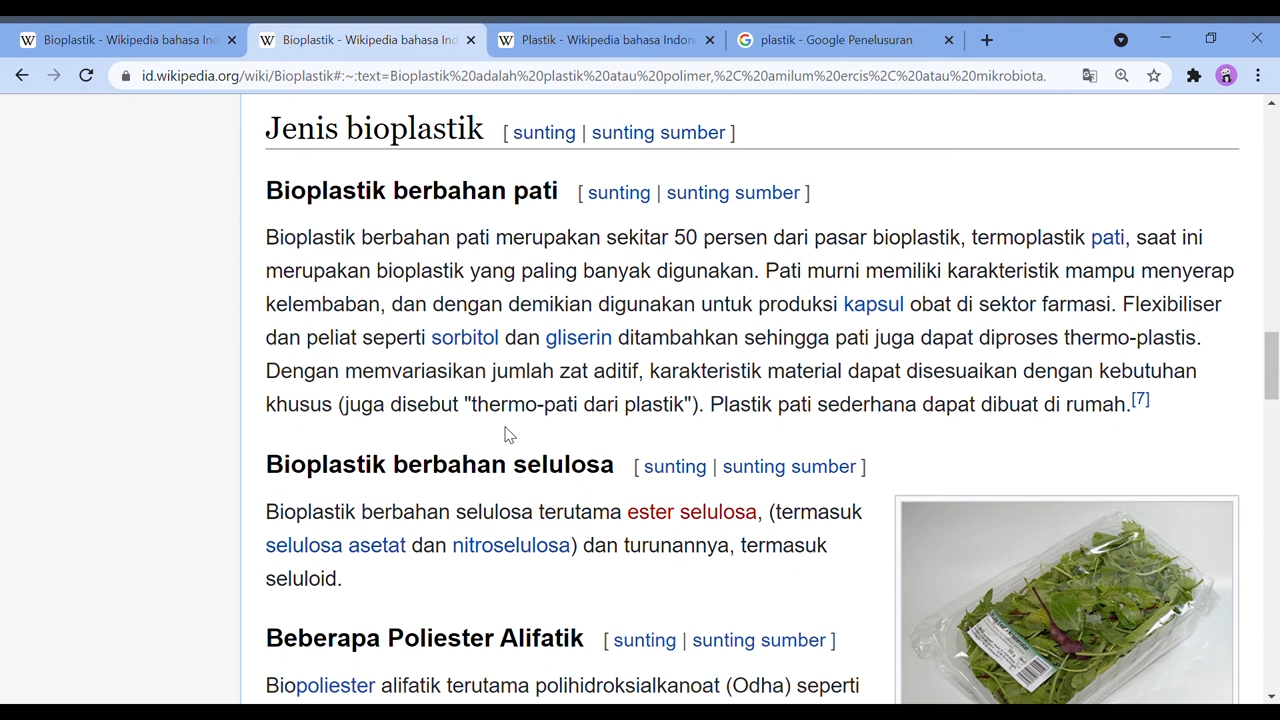 Bioplastik - Wikipedia bahasa Ind
Bioplastik - Wikipedia bahasa Ind
Plastik - Wikipedia bahasa Indon
plastik - Google Penelusuran
id.wikipedia.org/wiki/Bioplastik#:~:text=Bioplastik%20adalah%20plastik%20atau%20polimer,%2C%20amilum%20ercis%2C%20atau%20mikrobiota.
Jenis bioplastik [ sunting | sunting sumber ]
Bioplastik berbahan pati [ sunting | sunting sumber ]
Bioplastik berbahan pati merupakan sekitar 50 persen dari pasar bioplastik, termoplastik pati, saat ini
merupakan bioplastik yang paling banyak digunakan. Pati murni memiliki karakteristik mampu menyerap
kelembaban, dan dengan demikian digunakan untuk produksi kapsul obat di sektor farmasi. Flexibiliser
dan peliat seperti sorbitol dan gliserin ditambahkan sehingga pati juga dapat diproses thermo-plastis.
Dengan memvariasikan jumlah zat aditif, karakteristik material dapat disesuaikan dengan kebutuhan
khusus (juga disebut "thermo-pati dari plastik"). Plastik pati sederhana dapat dibuat di rumah.[7]
Bioplastik berbahan selulosa [ sunting | sunting sumber ]
Bioplastik berbahan selulosa terutama ester selulosa, (termasuk
selulosa asetat dan nitroselulosa) dan turunannya, termasuk
seluloid.
Beberapa Poliester Alifatik [ sunting | sunting sumber ]
Biopoliester alifatik terutama polihidroksialkanoat (Odha) seperti